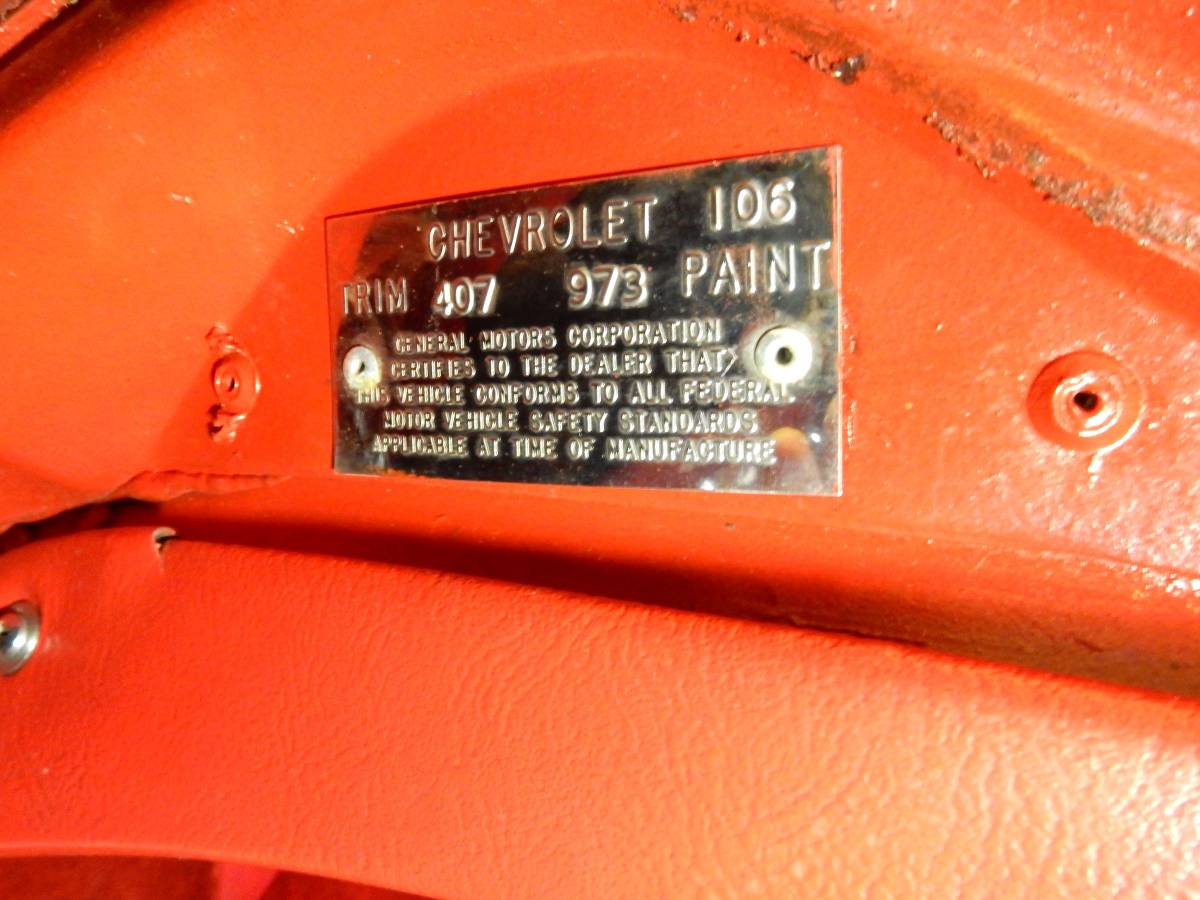 CHEVROLET 106
TRIM 407 973 PAINT
GENERAL MOTORS CORPORATION
CERTIFIES TO THE DEALER THAT
THIS VEHICLE CONFORMS TO ALL FEDERAL
MOTOR VEHICLE SAFETY STANDARDS
APPLICABLE AT TIME OF MANUFACTURE